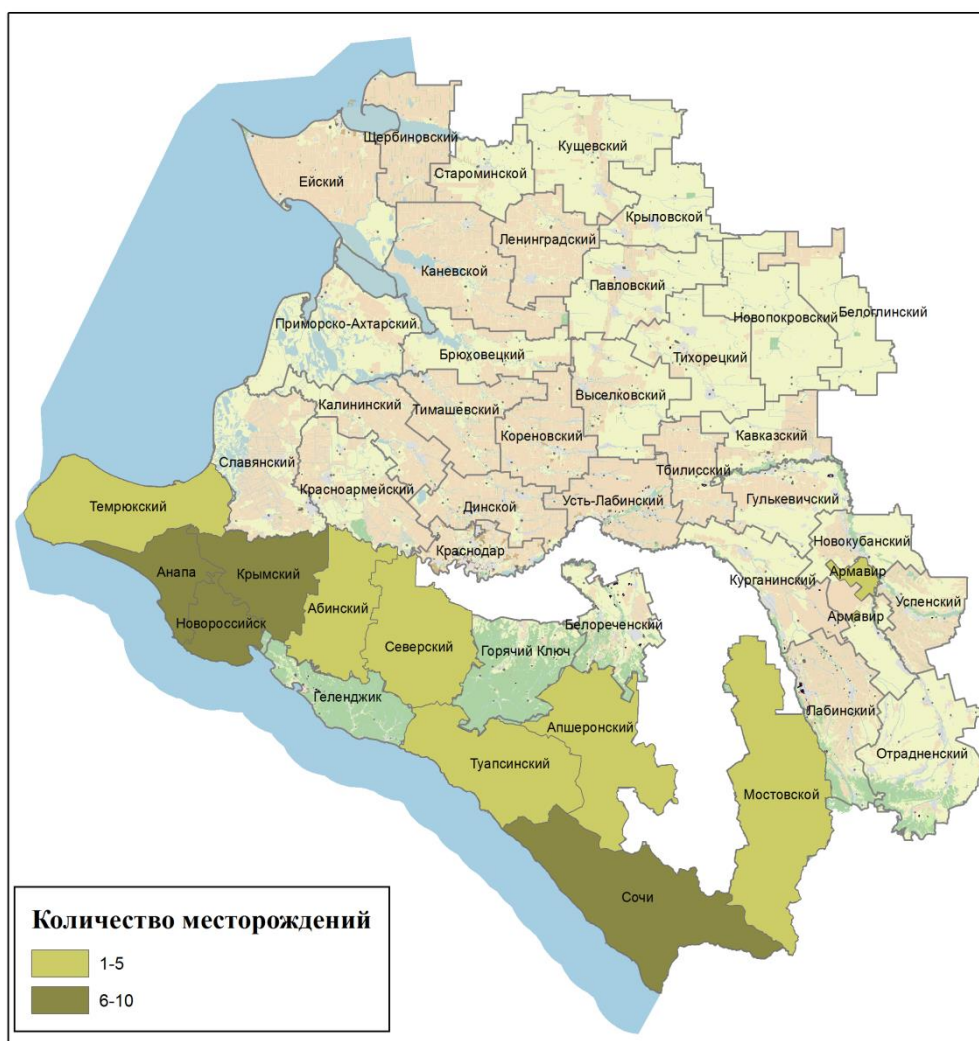 Щербиновский
Кущевский
Староминской
Ейский
Крыловской
Ленинградский
Каневской
Павловский
Новопокровский
Белоглинский
Приморско-Ахтарский
Брюховецкий
Тихорецкий
Калининский
Тимашевский
Выселковский
Кореновский
Кавказский
Славянский
Тбилисский
Красноармейский
Усть-Лабинский
Гулькевичский
Темрюкский
Динской
Краснодар
Новокубанский
Анапа
Крымский
Армавир
Курганинский
Успенский
Абинский
Армавир
Новороссийск
Белореченский
Северский
Горячий Ключ
Геленджик
Лабинский
Апшеронский
Отрадненский
Туапсинский
Мостовской
Сочи
Количество месторождений
1-5
6-10